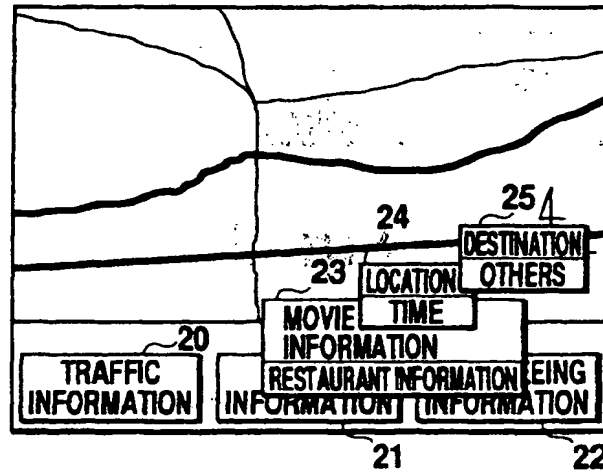 25
4
24
DESTINATION
OTHERS
23
LOCATION
TIME
MOVIE
INFORMATION
20
RESTAURANT INFORMATION
TRAFFIC
INFORMATION
INFORMATION
EEING
INFORMATION
21
22